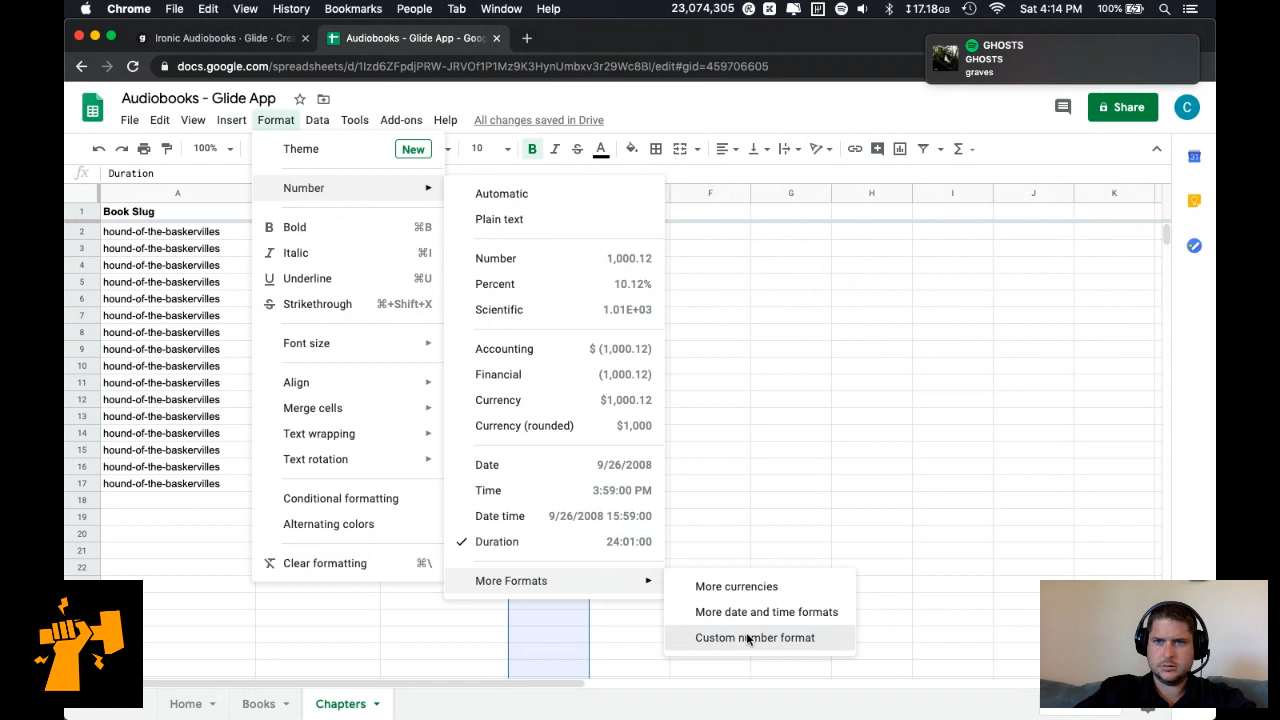 Chrome File Edit View History Bookmarks People Tab Window Help 23,074,305 17.18GB Sat 4:14 PM 100%
Ironic Audiobooks - Glide - Cre
Audiobooks - Glide App - Goo
GHOSTS
GHOSTS
graves
docs.google.com/spreadsheets/d/1Izd6ZFpdjPRW-JRVOf1P1Mz9K3HynUmbxv3r29Wc8BI/edit#gid=459706605
Audiobooks - Glide App
File Edit View Insert Format Data Tools Add-ons Help All changes saved in Drive
Share
C
100%
10
B
I
S
A
fx Duration
A F G H I J K
1 Book Slug
2 hound-of-the-baskervilles
3 hound-of-the-baskervilles
4 hound-of-the-baskervilles
5 hound-of-the-baskervilles
6 hound-of-the-baskervilles
7 hound-of-the-baskervilles
8 hound-of-the-baskervilles
9 hound-of-the-baskervilles
10 hound-of-the-baskervilles
11 hound-of-the-baskervilles
12 hound-of-the-baskervilles
13 hound-of-the-baskervilles
14 hound-of-the-baskervilles
15 hound-of-the-baskervilles
16 hound-of-the-baskervilles
17 hound-of-the-baskervilles
18
19
20
21
22
Theme New
Number
B Bold ⌘B
I Italic ⌘I
U Underline ⌘U
S Strikethrough ⌘+Shift+X
Font size
Align
Merge cells
Text wrapping
Text rotation
Conditional formatting
Alternating colors
Clear formatting ⌘\
Automatic
Plain text
Number 1,000.12
Percent 10.12%
Scientific 1.01E+03
Accounting $ (1,000.12)
Financial (1,000.12)
Currency $1,000.12
Currency (rounded) $1,000
Date 9/26/2008
Time 3:59:00 PM
Date time 9/26/2008 15:59:00
Duration 24:01:00
More Formats
More currencies
More date and time formats
Custom number format
Home
Books
Chapters